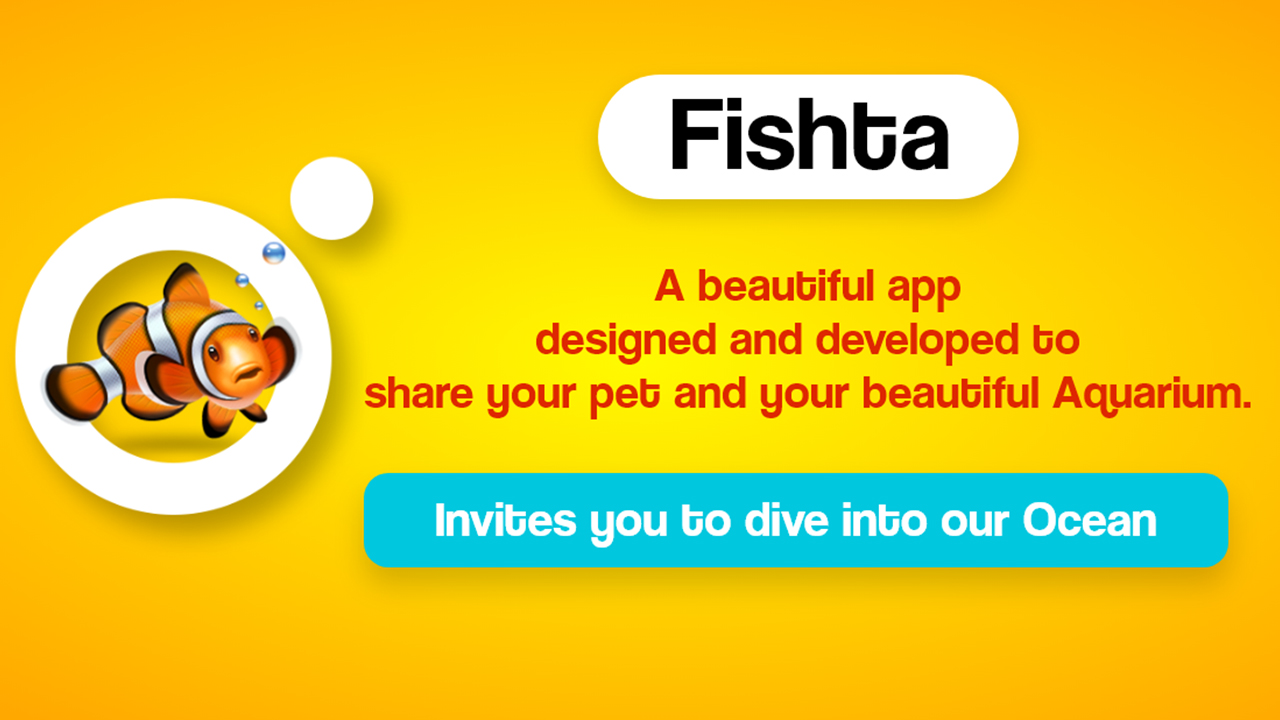 Fishta
A beautiful app
designed and developed to
share your pet and your beautiful Aquarium.
Invites you to dive into our Ocean